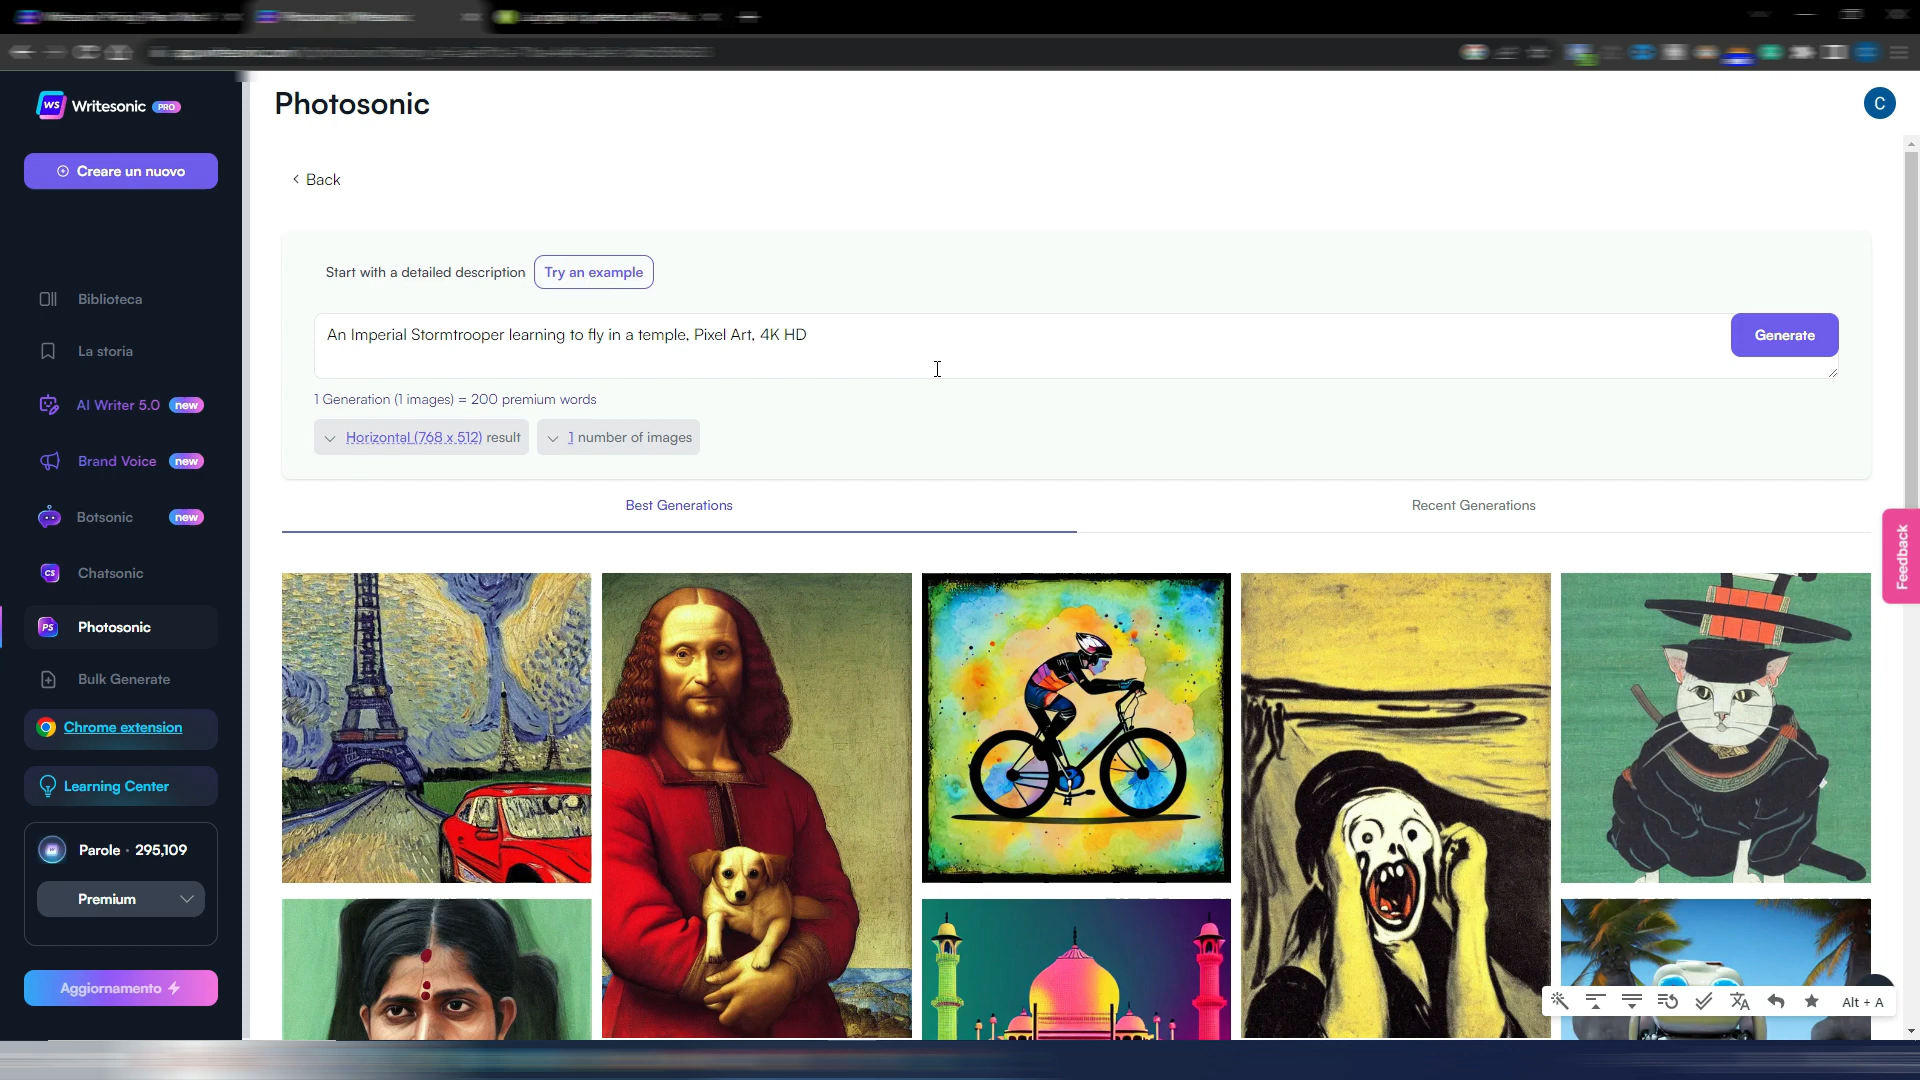 WS Writesonic PRO
Photosonic
C
Creare un nuovo
Back
Start with a detailed description Try an example
Biblioteca
An Imperial Stormtrooper learning to fly in a temple, Pixel Art, 4K HD
Generate
La storia
1 Generation (1 images) = 200 premium words
AI Writer 5.0 new
Horizontal (768 x 512) result
1 number of images
Brand Voice new
Best Generations
Recent Generations
Botsonic new
Feedback
CS Chatsonic
PS Photosonic
Bulk Generate
Chrome extension
Learning Center
Parole · 295,109
Premium
Aggiornamento
Alt + A